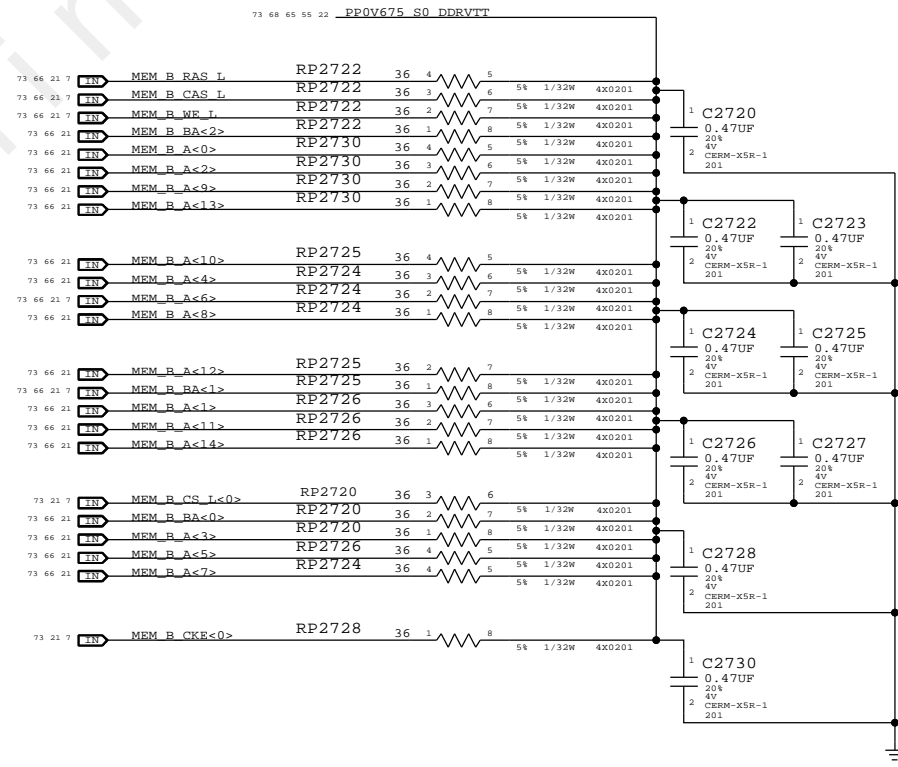 73 68 65 55 22 PP0V675_S0_DDRVTT
73 66 21 7 IN MEM_B_RAS_L RP2722 36 4 5 5% 1/32W 4X0201
73 66 21 7 IN MEM_B_CAS_L RP2722 36 3 6 5% 1/32W 4X0201
73 66 21 7 IN MEM_B_WE_L RP2722 36 2 7 5% 1/32W 4X0201
73 66 21 IN MEM_B_BA<2> RP2722 36 1 8 5% 1/32W 4X0201
73 66 21 IN MEM_B_A<0> RP2730 36 4 5 5% 1/32W 4X0201
73 66 21 IN MEM_B_A<2> RP2730 36 3 6 5% 1/32W 4X0201
73 66 21 7 IN MEM_B_A<9> RP2730 36 2 7 5% 1/32W 4X0201
73 66 21 IN MEM_B_A<13> RP2730 36 1 8 5% 1/32W 4X0201
73 66 21 IN MEM_B_A<10> RP2725 36 4 5 5% 1/32W 4X0201
73 66 21 IN MEM_B_A<4> RP2724 36 3 6 5% 1/32W 4X0201
73 66 21 7 IN MEM_B_A<6> RP2724 36 2 7 5% 1/32W 4X0201
73 66 21 IN MEM_B_A<8> RP2724 36 1 8 5% 1/32W 4X0201
73 66 21 IN MEM_B_A<12> RP2725 36 2 7 5% 1/32W 4X0201
73 66 21 7 IN MEM_B_BA<1> RP2725 36 1 8 5% 1/32W 4X0201
73 66 21 IN MEM_B_A<1> RP2726 36 3 6 5% 1/32W 4X0201
73 66 21 IN MEM_B_A<11> RP2726 36 2 7 5% 1/32W 4X0201
73 66 21 IN MEM_B_A<14> RP2726 36 1 8 5% 1/32W 4X0201
73 21 7 IN MEM_B_CS_L<0> RP2720 36 3 6 5% 1/32W 4X0201
73 66 21 IN MEM_B_BA<0> RP2720 36 2 7 5% 1/32W 4X0201
73 66 21 IN MEM_B_A<3> RP2720 36 1 8 5% 1/32W 4X0201
73 66 21 IN MEM_B_A<5> RP2726 36 4 5 5% 1/32W 4X0201
73 66 21 IN MEM_B_A<7> RP2724 36 4 5 5% 1/32W 4X0201
73 21 7 IN MEM_B_CKE<0> RP2728 36 1 8 5% 1/32W 4X0201
1 C2720
0.47UF
20%
4V
2 CERM-X5R-1
201
1 C2722 1 C2723
0.47UF 0.47UF
20% 20%
4V 4V
2 CERM-X5R-1 2 CERM-X5R-1
201 201
1 C2724 1 C2725
0.47UF 0.47UF
20% 20%
4V 4V
2 CERM-X5R-1 2 CERM-X5R-1
201 201
1 C2726 1 C2727
0.47UF 0.47UF
20% 20%
4V 4V
2 CERM-X5R-1 2 CERM-X5R-1
201 201
1 C2728
0.47UF
20%
4V
2 CERM-X5R-1
201
1 C2730
0.47UF
20%
4V
2 CERM-X5R-1
201